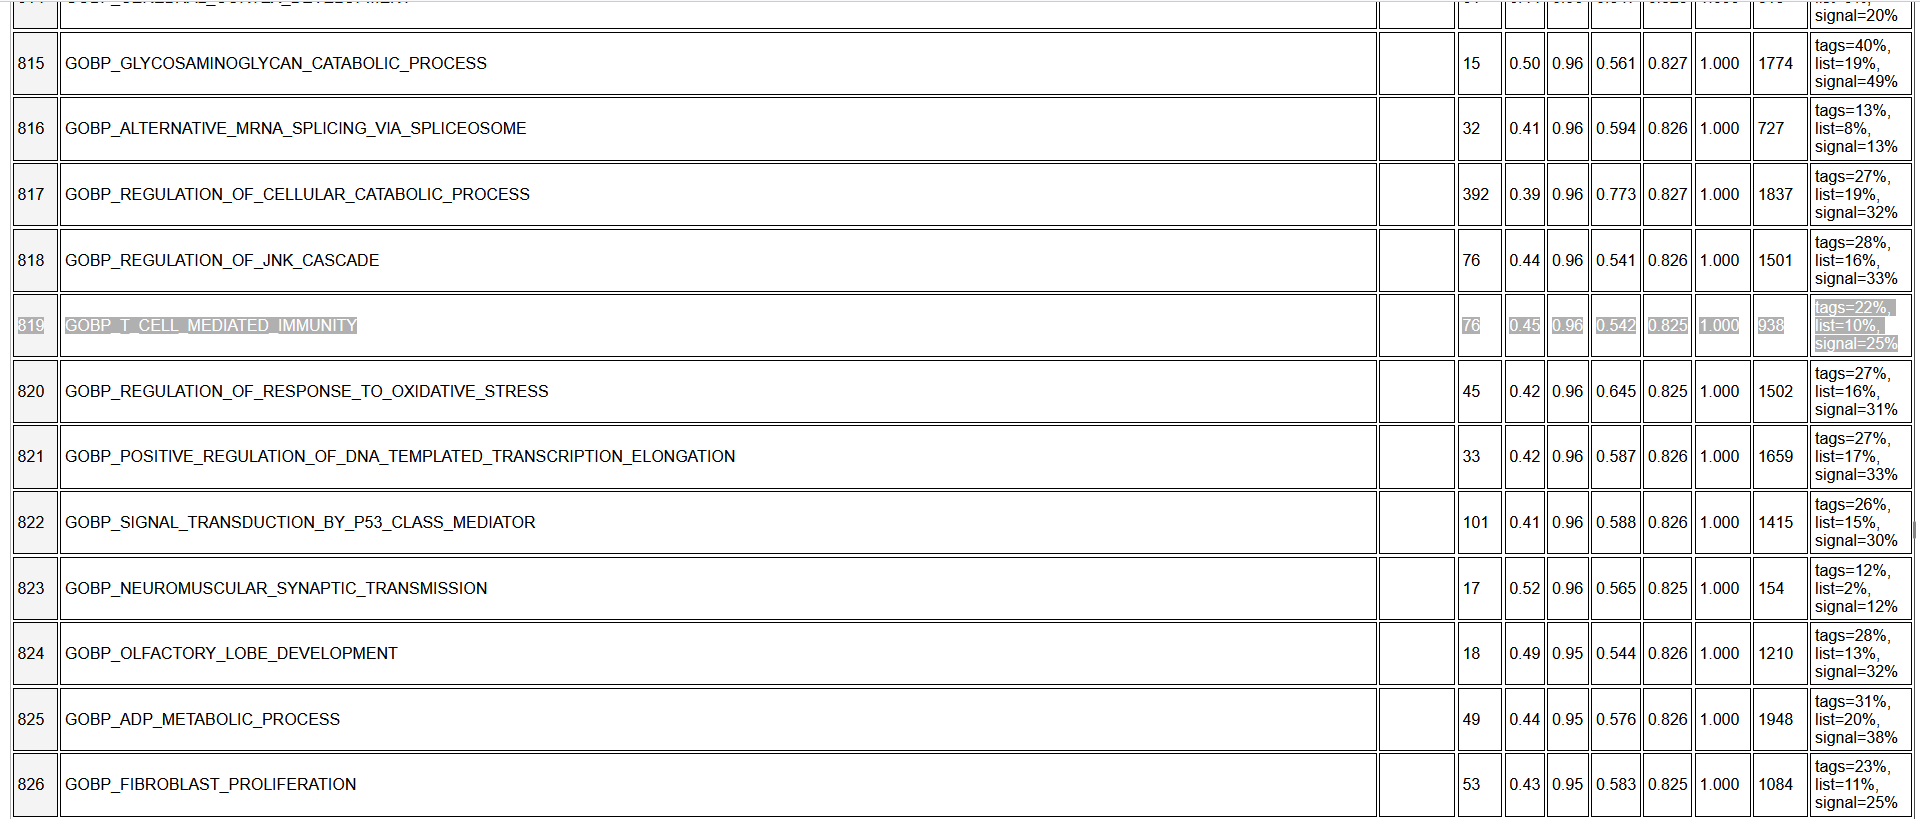 signal=20%
815 GOBP_GLYCOSAMINOGLYCAN_CATABOLIC_PROCESS 15 0.50 0.96 0.561 0.827 1.000 1774 tags=40%,
list=19%,
signal=49%
816 GOBP_ALTERNATIVE_MRNA_SPLICING_VIA_SPLICEOSOME 32 0.41 0.96 0.594 0.826 1.000 727 tags=13%,
list=8%,
signal=13%
817 GOBP_REGULATION_OF_CELLULAR_CATABOLIC_PROCESS 392 0.39 0.96 0.773 0.827 1.000 1837 tags=27%,
list=19%,
signal=32%
818 GOBP_REGULATION_OF_JNK_CASCADE 76 0.44 0.96 0.541 0.826 1.000 1501 tags=28%,
list=16%,
signal=33%
819 GOBP_T_CELL_MEDIATED_IMMUNITY 76 0.45 0.96 0.542 0.825 1.000 938 tags=22%,
list=10%,
signal=25%
820 GOBP_REGULATION_OF_RESPONSE_TO_OXIDATIVE_STRESS 45 0.42 0.96 0.645 0.825 1.000 1502 tags=27%,
list=16%,
signal=31%
821 GOBP_POSITIVE_REGULATION_OF_DNA_TEMPLATED_TRANSCRIPTION_ELONGATION 33 0.42 0.96 0.587 0.826 1.000 1659 tags=27%,
list=17%,
signal=33%
822 GOBP_SIGNAL_TRANSDUCTION_BY_P53_CLASS_MEDIATOR 101 0.41 0.96 0.588 0.826 1.000 1415 tags=26%,
list=15%,
signal=30%
823 GOBP_NEUROMUSCULAR_SYNAPTIC_TRANSMISSION 17 0.52 0.96 0.565 0.825 1.000 154 tags=12%,
list=2%,
signal=12%
824 GOBP_OLFACTORY_LOBE_DEVELOPMENT 18 0.49 0.95 0.544 0.826 1.000 1210 tags=28%,
list=13%,
signal=32%
825 GOBP_ADP_METABOLIC_PROCESS 49 0.44 0.95 0.576 0.826 1.000 1948 tags=31%,
list=20%,
signal=38%
826 GOBP_FIBROBLAST_PROLIFERATION 53 0.43 0.95 0.583 0.825 1.000 1084 tags=23%,
list=11%,
signal=25%